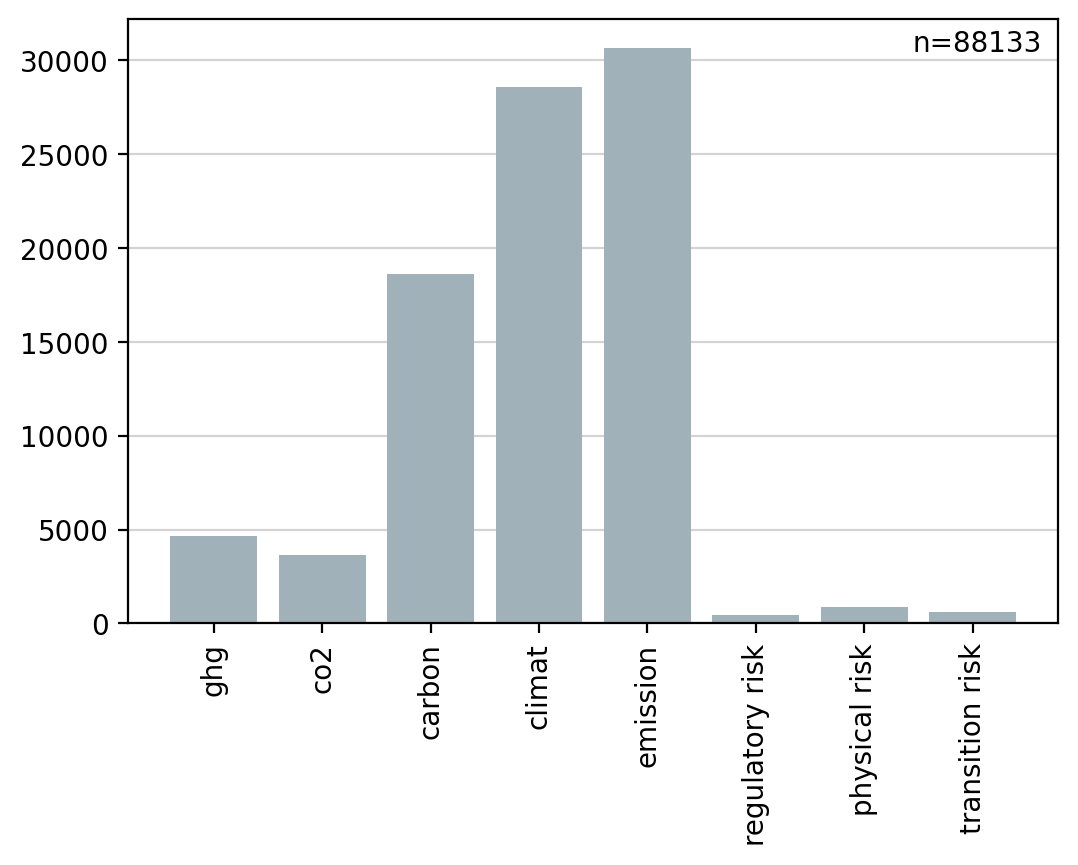 n=88133
30000
25000
20000
15000
10000
5000
0
ghg
co2
carbon
climat
emission
regulatory risk
physical risk
transition risk